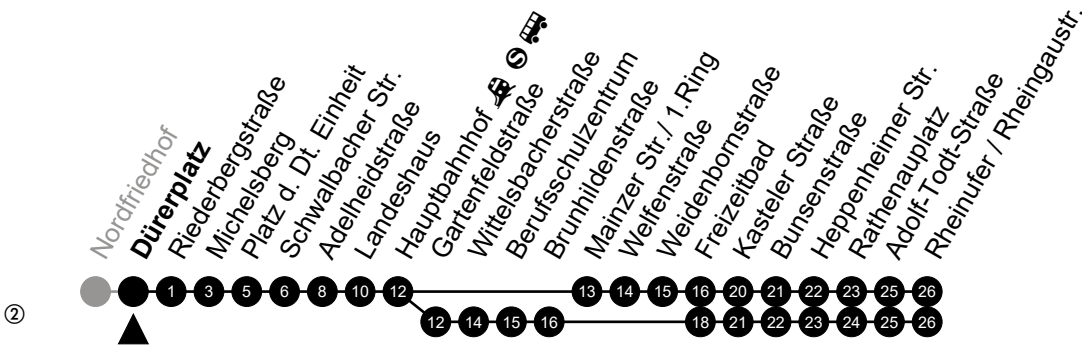 Nordfriedhof
Dürerplatz
Riederbergstraße
Michelsberg
Platz d. Dt. Einheit
Schwalbacher Str.
Adelheidstraße
Landeshaus
Hauptbahnhof
Gartenfeldstraße
Wittelsbacherstraße
Berufsschulzentrum
Brunhildenstraße
Mainzer Str / 1.Ring
Welfenstraße
Weidenbornstraße
Freizeitbad
Kasteler Straße
Bunsenstraße
Heppenheimer Str.
Rathenauplatz
Adolf-Todt-Straße
Rheinufer / Rheingaustr.
1 3 5 6 8 10 12 13 14 15 16 20 21 22 23 25 26
② 12 14 15 16 18 21 22 23 24 25 26